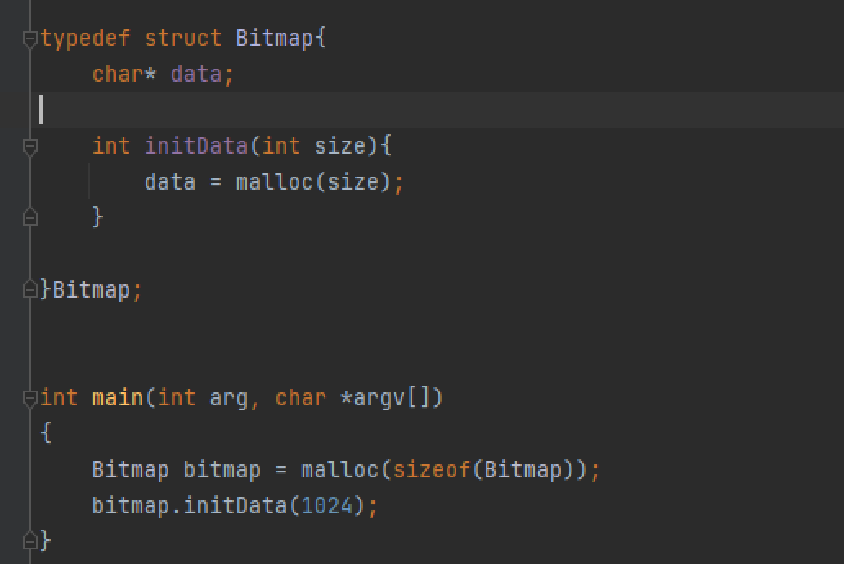 typedef struct Bitmap{
    char* data;
    int initData(int size){
        data = malloc(size);
    }
}Bitmap;
int main(int arg, char *argv[])
{
    Bitmap bitmap = malloc(sizeof(Bitmap));
    bitmap.initData(1024);
}